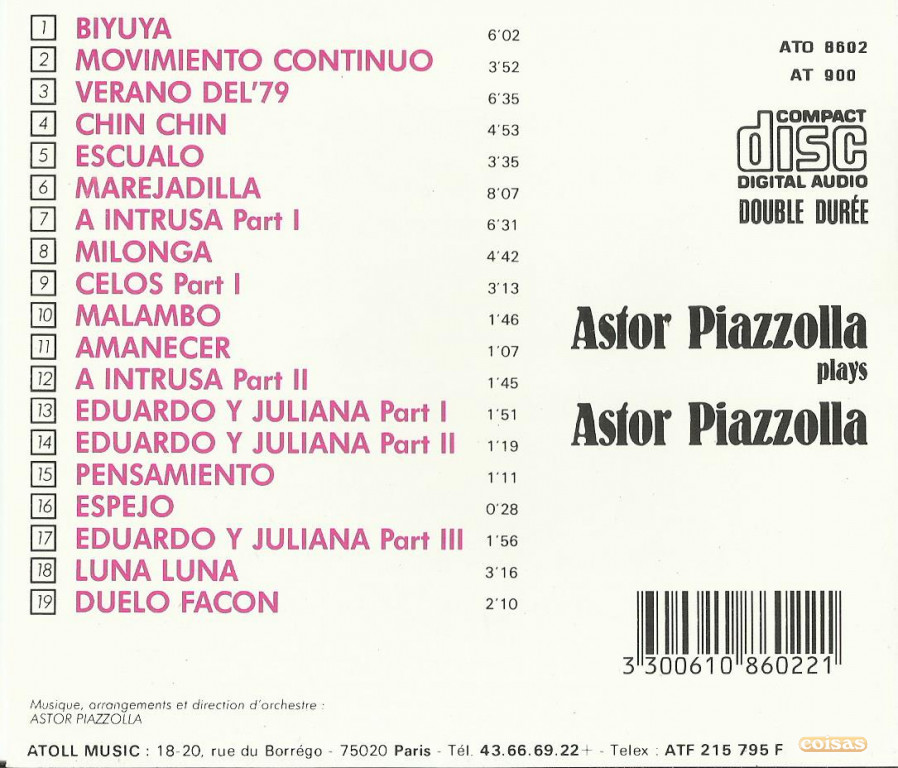 1 BIYUYA 6'02
2 MOVIMIENTO CONTINUO 3'52
3 VERANO DEL'79 6'35
4 CHIN CHIN 4'53
5 ESCUALO 3'35
6 MAREJADILLA 8'07
7 A INTRUSA Part I 6'31
8 MILONGA 4'42
9 CELOS Part I 3'13
10 MALAMBO 1'46
11 AMANECER 1'07
12 A INTRUSA Part II 1'45
13 EDUARDO Y JULIANA Part I 1'51
14 EDUARDO Y JULIANA Part II 1'19
15 PENSAMIENTO 1'11
16 ESPEJO 0'28
17 EDUARDO Y JULIANA Part III 1'56
18 LUNA LUNA 3'16
19 DUELO FACON 2'10
ATO 8602
AT 900
COMPACT
disc
DIGITAL AUDIO
DOUBLE DURÉE
Astor Piazzolla
plays
Astor Piazzolla
3 300610 860221
Musique, arrangements et direction d'orchestre :
ASTOR PIAZZOLLA
ATOLL MUSIC : 18-20, rue du Borrégo - 75020 Paris - Tél. 43.66.69.22+ - Telex : ATF 215 795 F
coisas